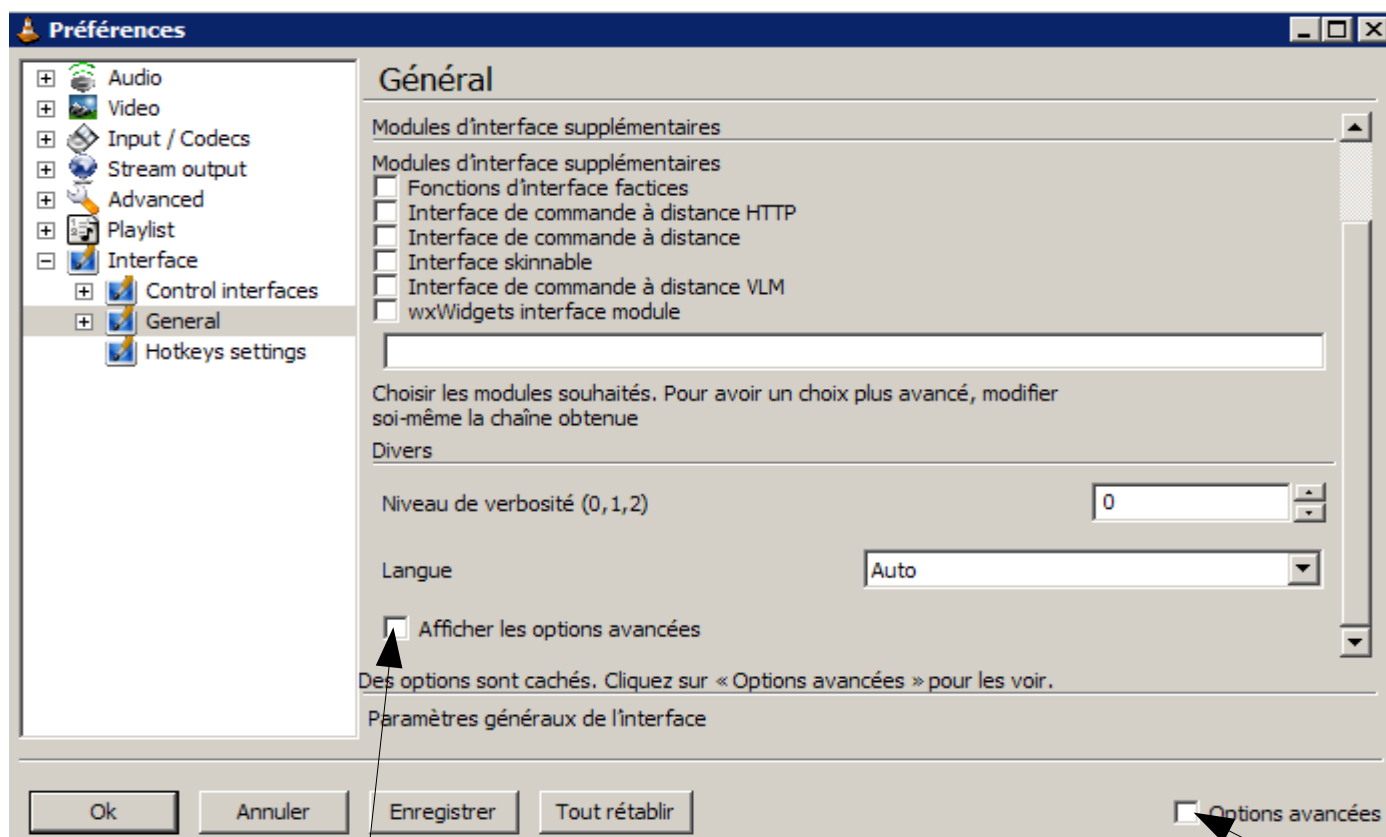 Préférences
Audio
Video
Input / Codecs
Stream output
Advanced
Playlist
Interface
Control interfaces
General
Hotkeys settings
Général
Modules d'interface supplémentaires
Modules d'interface supplémentaires
Fonctions d'interface factices
Interface de commande à distance HTTP
Interface de commande à distance
Interface skinnable
Interface de commande à distance VLM
wxWidgets interface module
Choisir les modules souhaités. Pour avoir un choix plus avancé, modifier
soi-même la chaîne obtenue
Divers
Niveau de verbosité (0,1,2) 0
Langue Auto
Afficher les options avancées
Des options sont cachés. Cliquez sur « Options avancées » pour les voir.
Paramètres généraux de l'interface
Ok Annuler Enregistrer Tout rétablir Options avancées